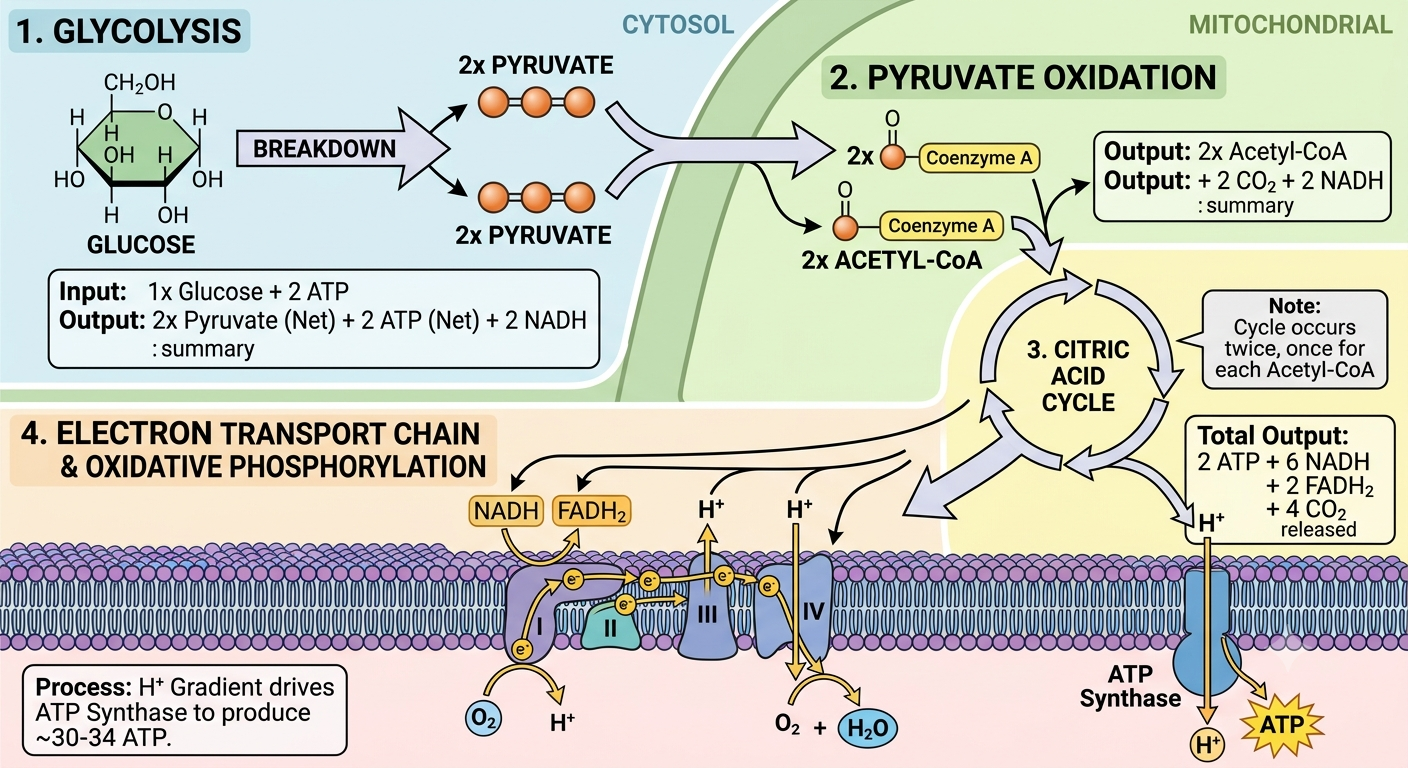 1. GLYCOLYSIS
CYTOSOL
MITOCHONDRIAL
CH₂OH
O
H
H
H
OH
H
HO
OH
H
OH
GLUCOSE
BREAKDOWN
2x PYRUVATE
2x PYRUVATE
Input: 1x Glucose + 2 ATP
Output: 2x Pyruvate (Net) + 2 ATP (Net) + 2 NADH
: summary
2. PYRUVATE OXIDATION
O
2x
Coenzyme A
O
Coenzyme A
2x ACETYL-CoA
Output: 2x Acetyl-CoA
Output: + 2 CO₂ + 2 NADH
: summary
3. CITRIC
ACID
CYCLE
Note:
Cycle occurs
twice, once for
each Acetyl-CoA
Total Output:
2 ATP + 6 NADH
+ 2 FADH₂
+ 4 CO₂
released
H⁺
4. ELECTRON TRANSPORT CHAIN
& OXIDATIVE PHOSPHORYLATION
NADH
FADH₂
H⁺
H⁺
e⁻
e⁻
e⁻
e⁻
e⁻
e⁻
I
II
III
IV
O₂
H⁺
O₂ + H₂O
ATP
Synthase
ATP
H⁺
Process: H⁺ Gradient drives
ATP Synthase to produce
~30-34 ATP.